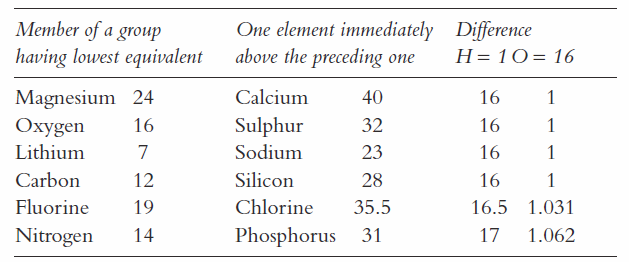 Member of a group One element immediately Difference
having lowest equivalent above the preceding one H = 1 O = 16
Magnesium 24 Calcium 40 16 1
Oxygen 16 Sulphur 32 16 1
Lithium 7 Sodium 23 16 1
Carbon 12 Silicon 28 16 1
Fluorine 19 Chlorine 35.5 16.5 1.031
Nitrogen 14 Phosphorus 31 17 1.062